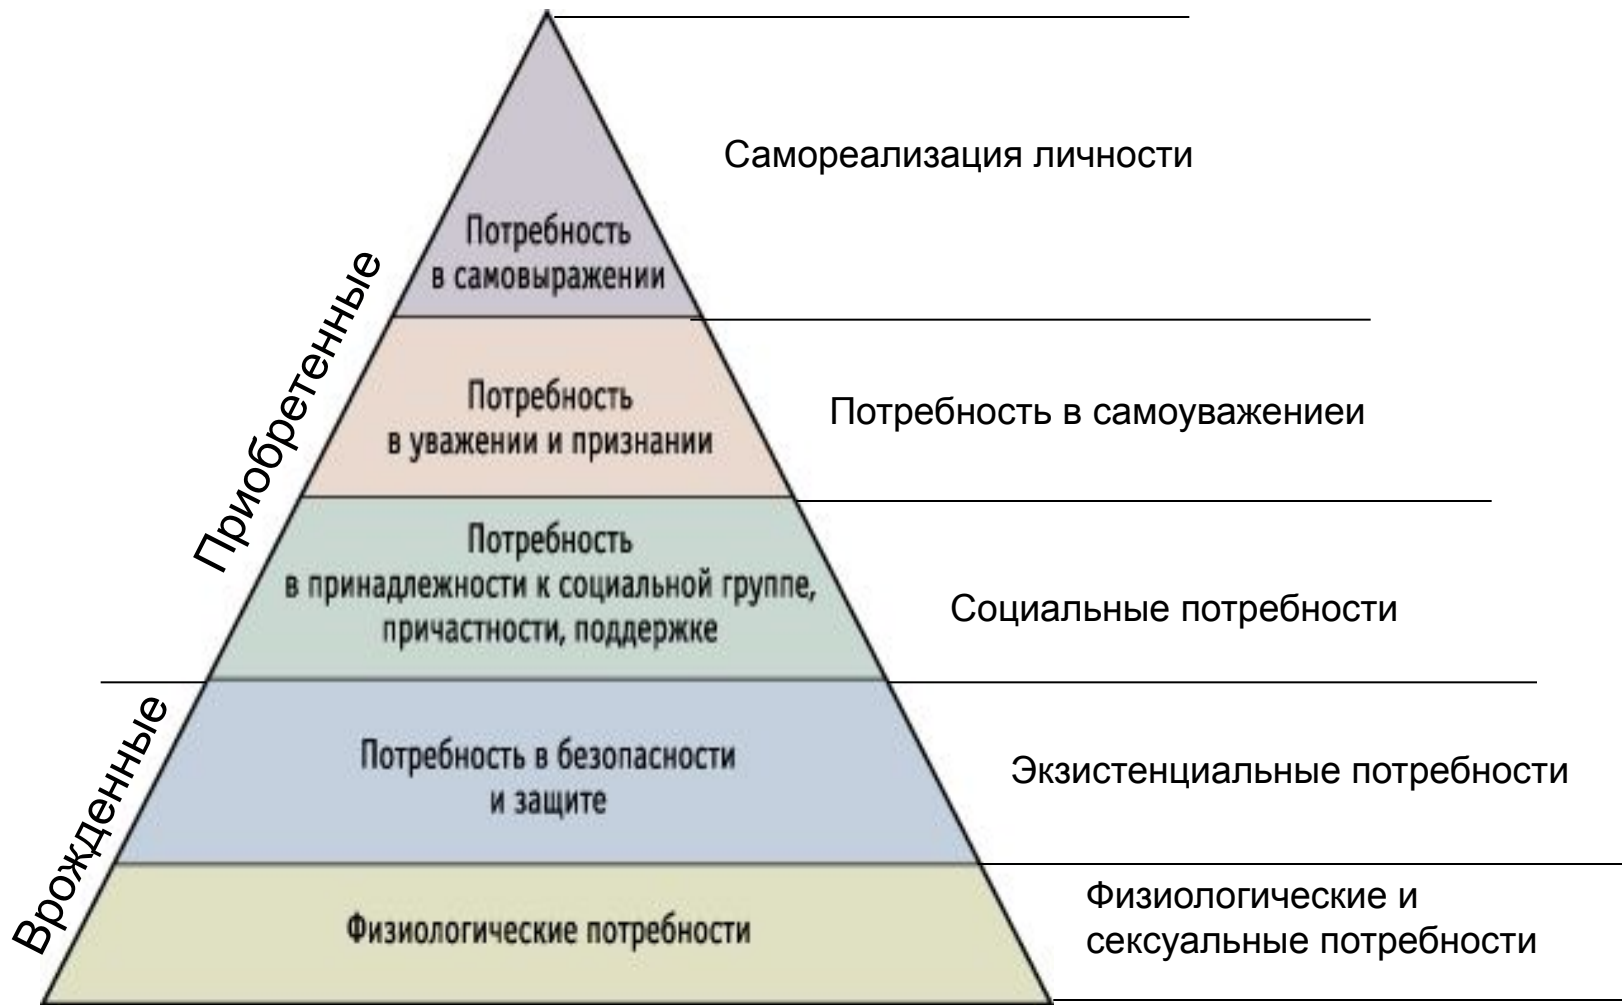 Самореализация личности
Потребность
в самовыражении
Приобретенные
Потребность
в уважении и признании
Потребность в самоуважениеи
Потребность
в принадлежности к социальной группе,
причастности, поддержке
Социальные потребности
Врожденные
Потребность в безопасности
и защите
Экзистенциальные потребности
Физиологические потребности
Физиологические и
сексуальные потребности